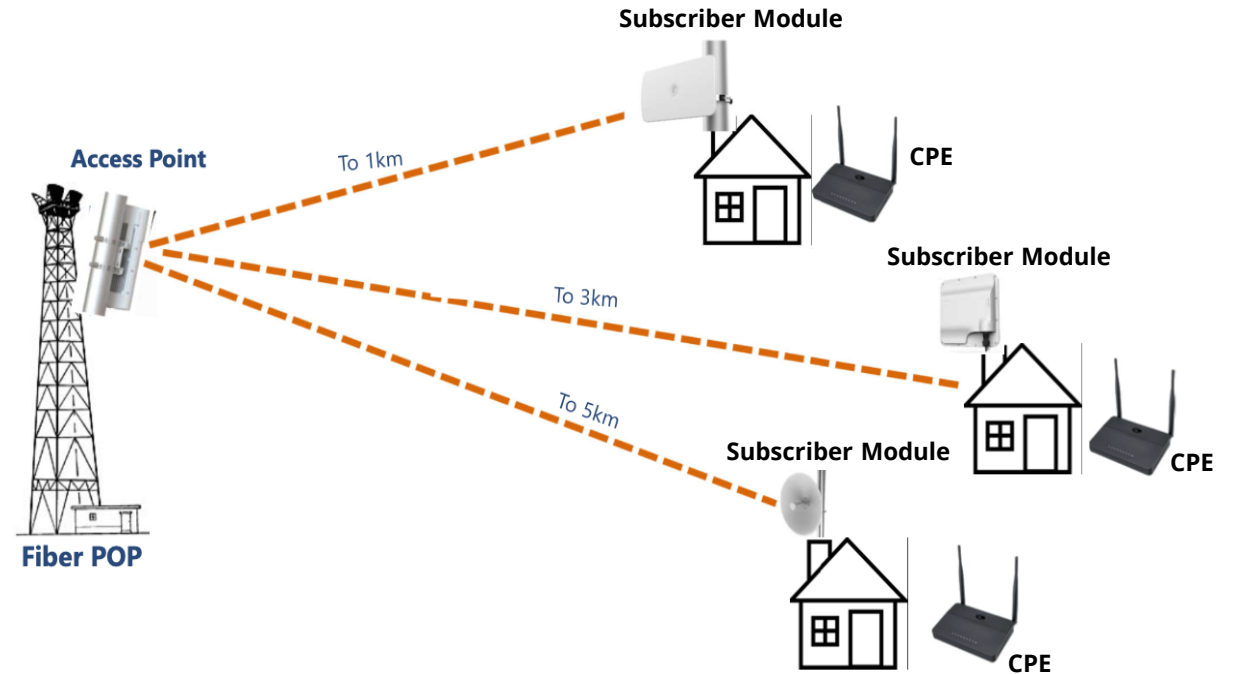 Subscriber Module
Access Point
To 1km
CPE
Subscriber Module
To 3km
To 5km
Subscriber Module
CPE
Fiber POP
CPE